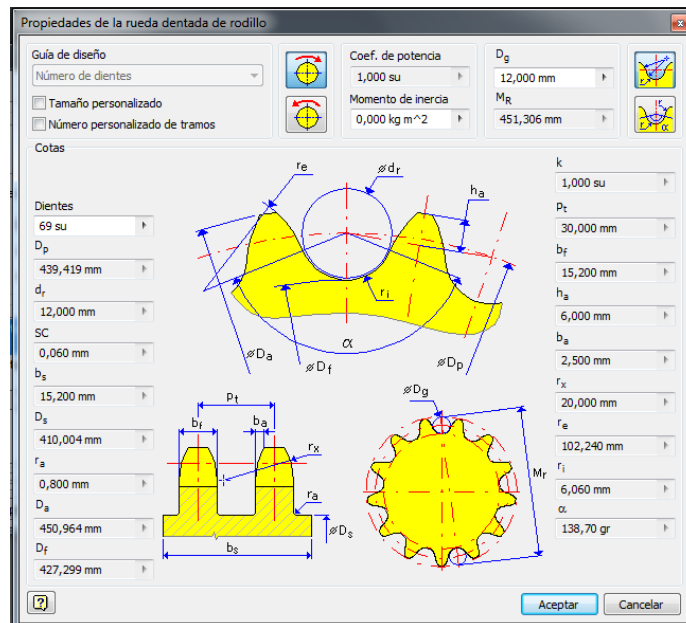 Propiedades de la rueda dentada de rodillo
Guía de diseño
Número de dientes
Tamaño personalizado
Número personalizado de tramos
Coef. de potencia
1,000 su
Momento de inercia
0,000 kg m^2
Dg
12,000 mm
MR
451,306 mm
Cotas
Dientes
69 su
Dp
439,419 mm
dr
12,000 mm
SC
0,060 mm
bs
15,200 mm
Ds
410,004 mm
ra
0,800 mm
Da
450,964 mm
Df
427,299 mm
re
⌀dr
ha
ri
α
⌀Da
⌀Df
⌀Dp
pt
bf
ba
rx
ra
⌀Ds
bs
⌀Dg
Mr
k
1,000 su
pt
30,000 mm
bf
15,200 mm
ha
6,000 mm
ba
2,500 mm
rx
20,000 mm
re
102,240 mm
ri
6,060 mm
α
138,70 gr
r
r
α
?
Aceptar
Cancelar